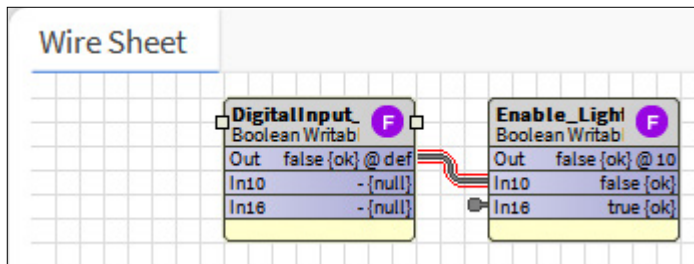 Wire Sheet
DigitalInput_ F
Boolean Writabl
Out false {ok} @ def
In10 - {null}
In16 - {null}
Enable_Light F
Boolean Writabl
Out false {ok} @ 10
In10 false {ok}
In16 true {ok}